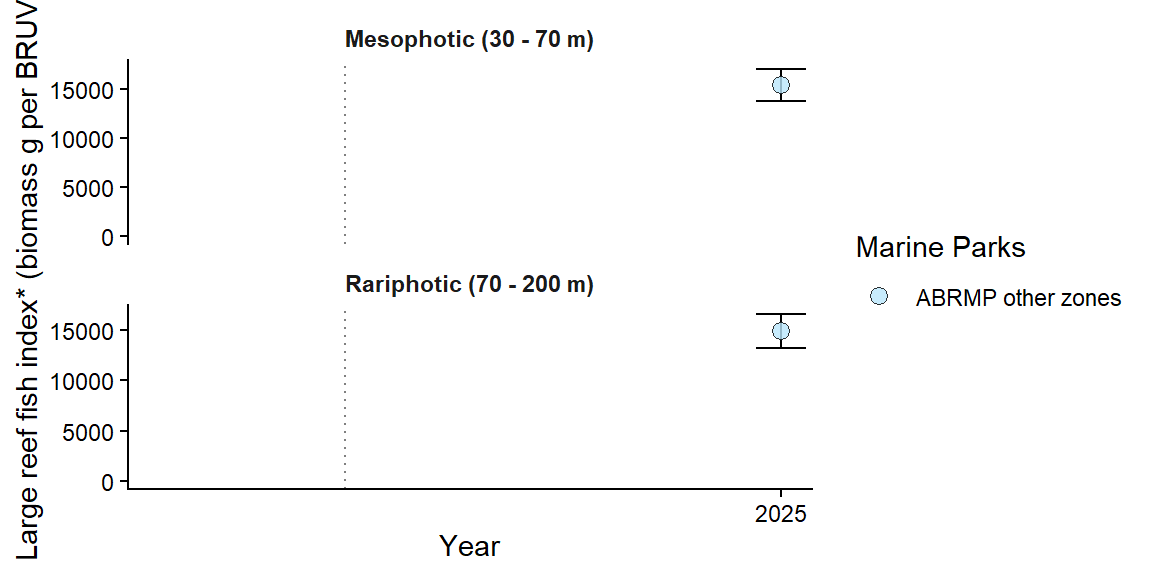 Large reef fish index* (biomass g per BRUV
Mesophotic (30 - 70 m)
15000
10000
5000
0
Rariphotic (70 - 200 m)
15000
10000
5000
0
2025
Year
Marine Parks
ABRMP other zones